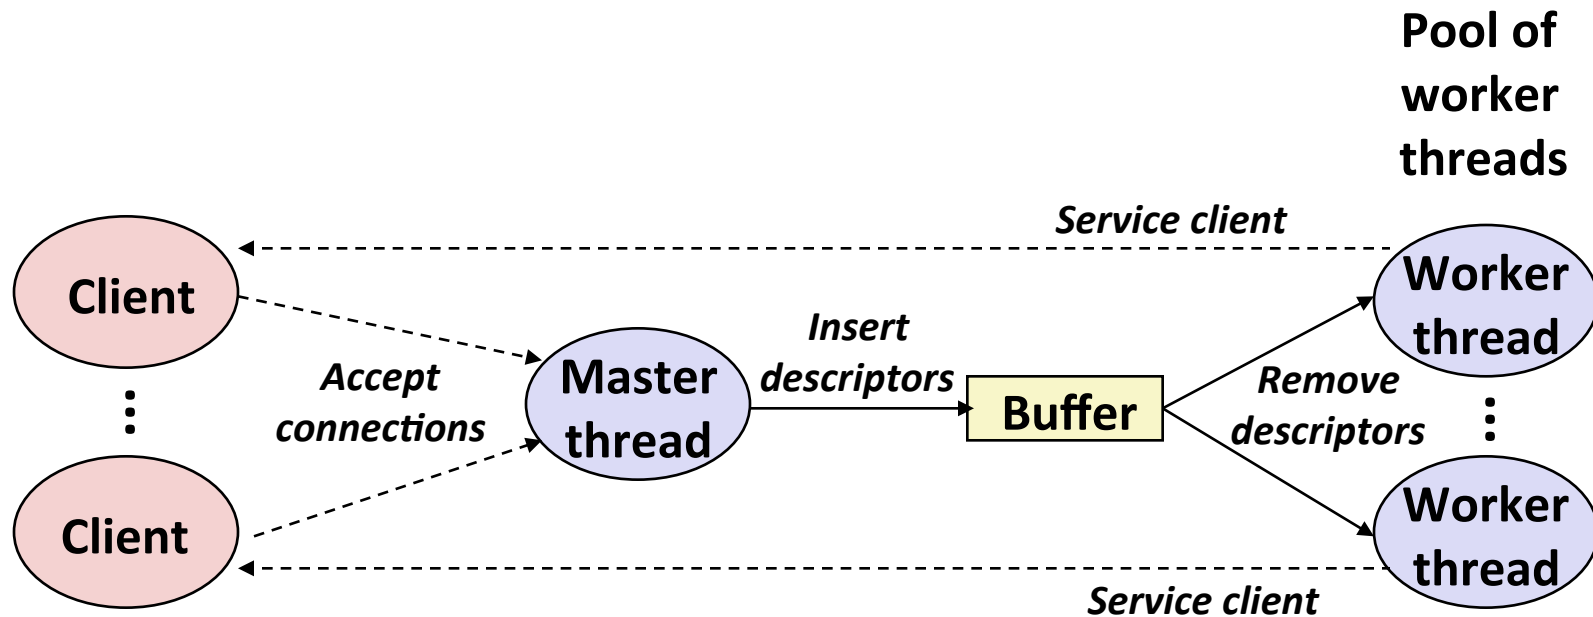 Pool of
worker
threads
Service client
Client
Worker
thread
Insert
descriptors
Accept
connections
Master
thread
Buffer
Remove
descriptors
Client
Worker
thread
Service client